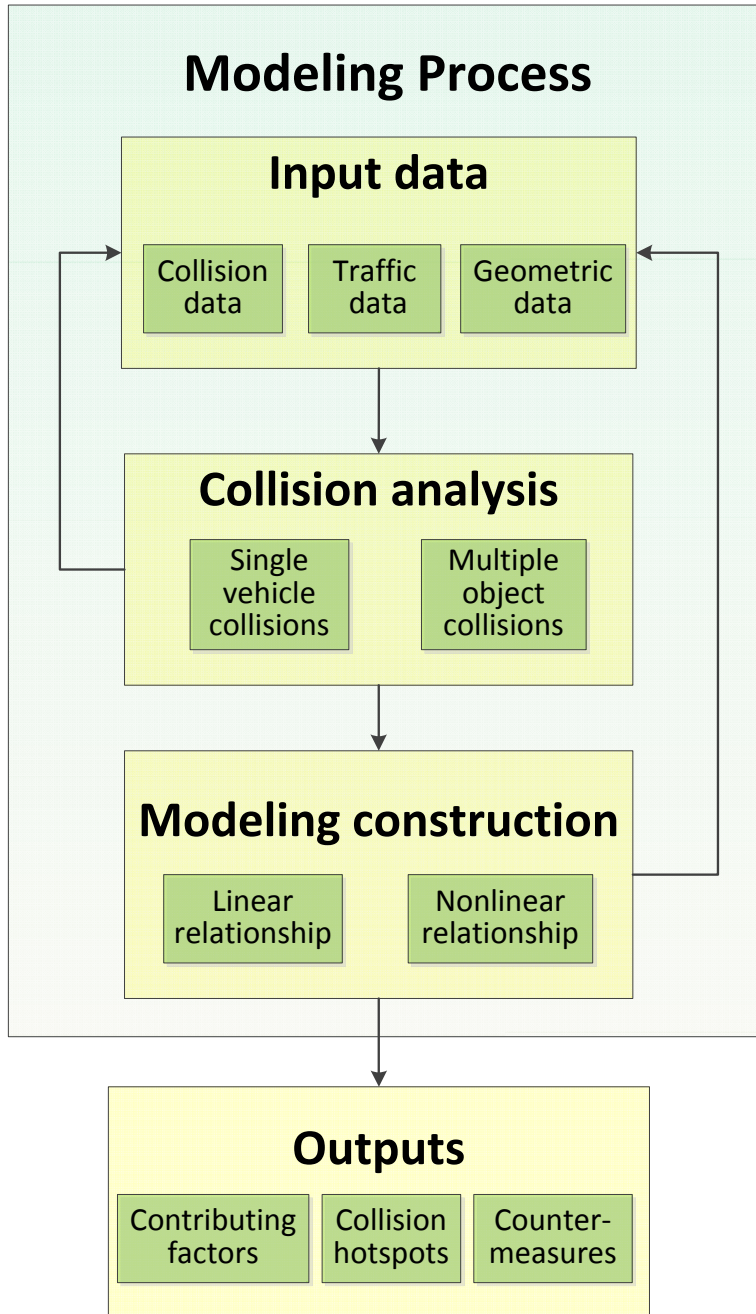 Modeling Process
Input data
Collision
data
Traffic
data
Geometric
data
Collision analysis
Single
vehicle
collisions
Multiple
object
collisions
Modeling construction
Linear
relationship
Nonlinear
relationship
Outputs
Contributing
factors
Collision
hotspots
Counter-
measures